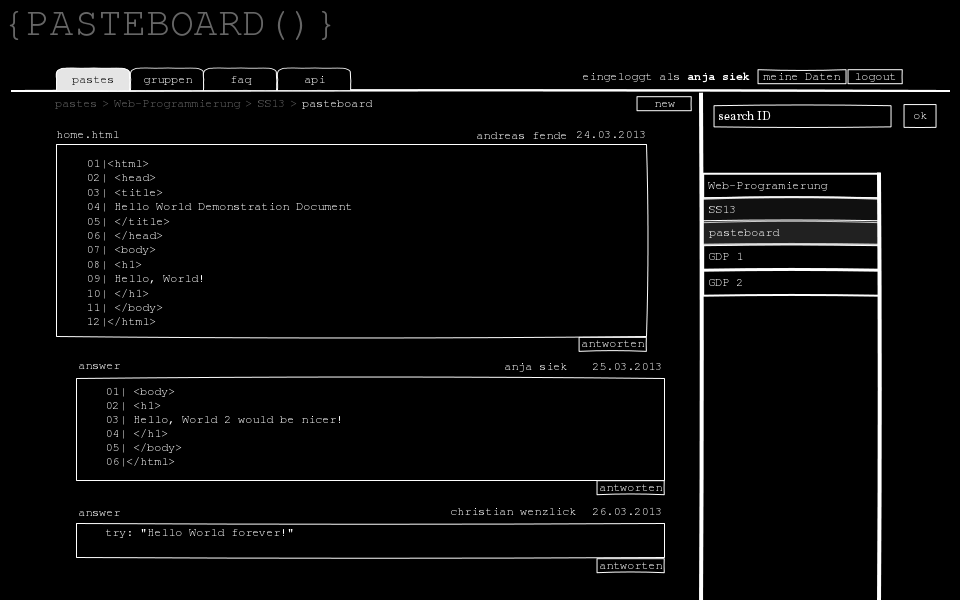 {PASTEBOARD()}
pastes gruppen faq api
eingeloggt als anja siek meine Daten logout
pastes > Web-Programmierung > SS13 > pasteboard
new
search ID ok
home.html andreas fende 24.03.2013
01|<html>
02| <head>
03| <title>
04| Hello World Demonstration Document
05| </title>
06| </head>
07| <body>
08| <h1>
09| Hello, World!
10| </h1>
11| </body>
12|</html>
antworten
answer anja siek 25.03.2013
01| <body>
02| <h1>
03| Hello, World 2 would be nicer!
04| </h1>
05| </body>
06|</html>
antworten
answer christian wenzlick 26.03.2013
try: "Hello World forever!"
antworten
Web-Programierung
SS13
pasteboard
GDP 1
GDP 2